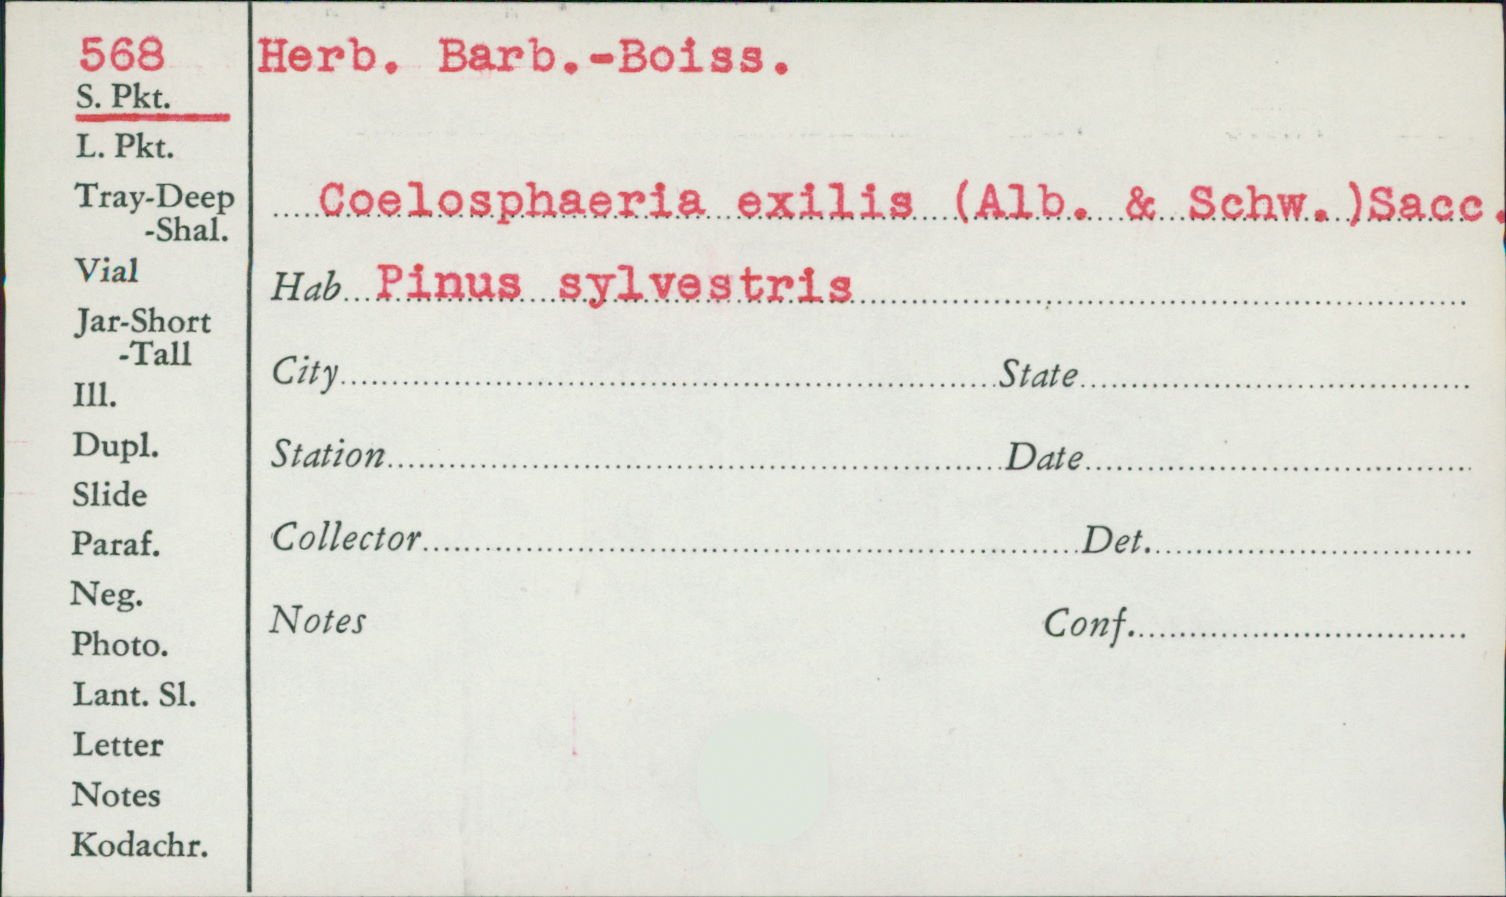 568
S. Pkt.
L. Pkt.
Tray-Deep
-Shal.
Vial
Jar-Short
-Tall
Ill.
Dupl.
Slide
Paraf.
Neg.
Photo.
Lant. Sl.
Letter
Notes
Kodachr.
Herb. Barb.-Boiss.
Coelosphaeria exilis (Alb. & Schw.)Sacc.
Hab Pinus sylvestris
City State
Station Date
Collector Det.
Notes Conf.